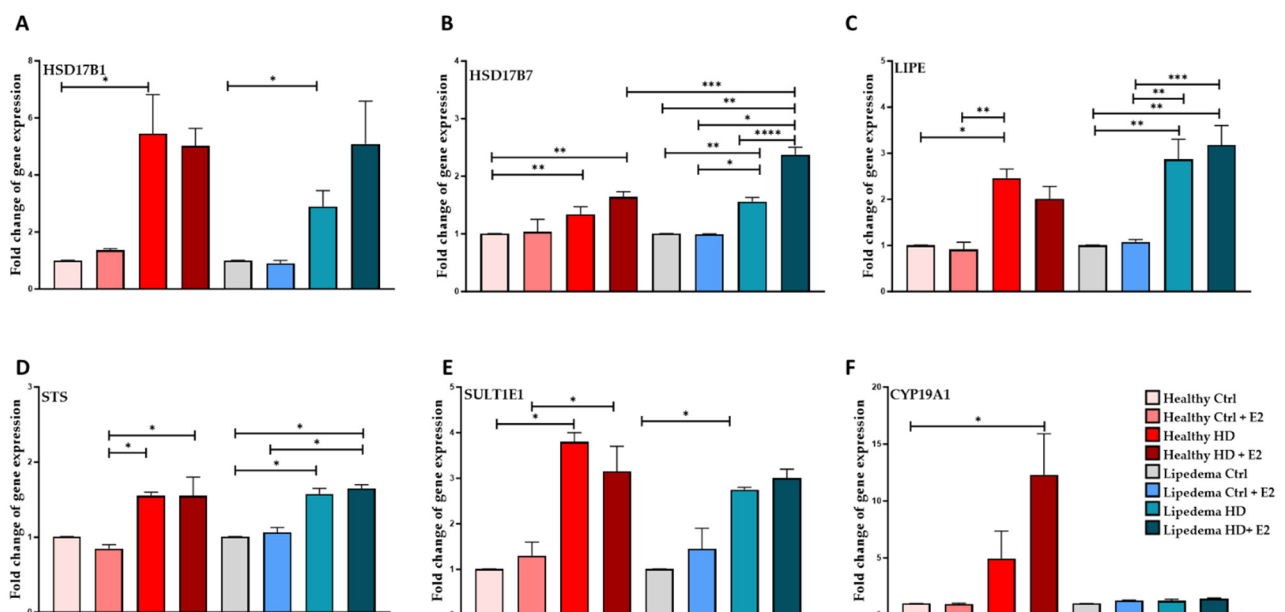 A
HSD17B1
Fold change of gene expression
8
6
4
2
0
*
*
B
HSD17B7
Fold change of gene expression
4
3
2
1
0
***
**
*
****
**
**
**
*
C
LIPE
Fold change of gene expression
5
4
3
2
1
0
***
**
**
**
**
*
D
STS
Fold change of gene expression
3
2
1
0
*
*
*
*
*
E
SULT1E1
Fold change of gene expression
5
4
3
2
1
*
*
*
F
CYP19A1
Fold change of gene expression
20
15
10
5
*
Healthy Ctrl
Healthy Ctrl + E2
Healthy HD
Healthy HD + E2
Lipedema Ctrl
Lipedema Ctrl + E2
Lipedema HD
Lipedema HD+ E2